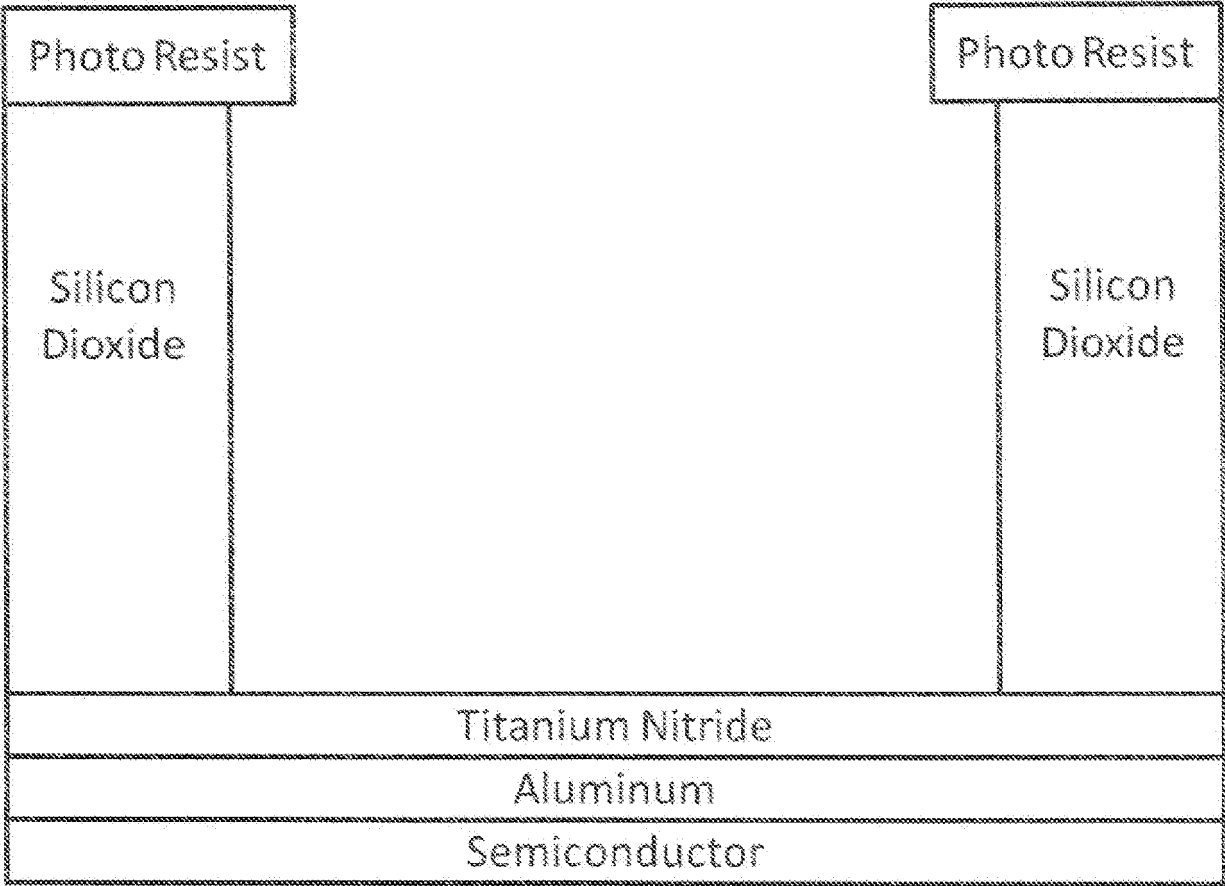 Photo Resist
Photo Resist
Silicon
Dioxide
Silicon
Dioxide
Titanium Nitride
Aluminum
Semiconductor